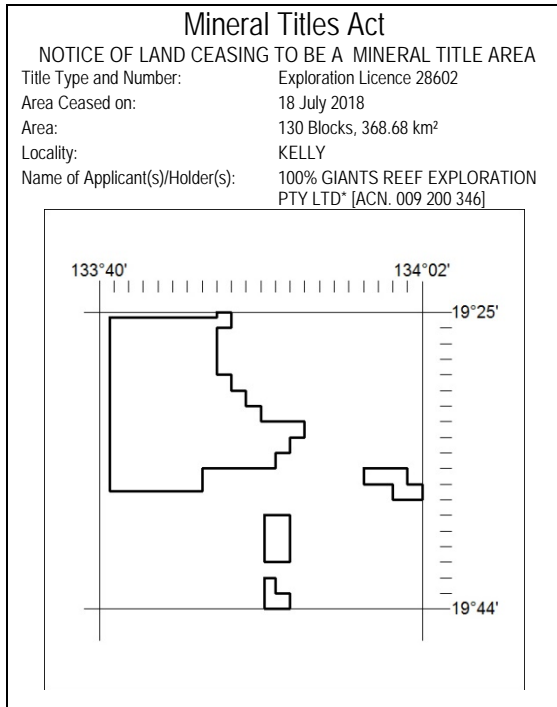 Mineral Titles Act
NOTICE OF LAND CEASING TO BE A MINERAL TITLE AREA
Title Type and Number: Exploration Licence 28602
Area Ceased on: 18 July 2018
Area: 130 Blocks, 368.68 km²
Locality: KELLY
Name of Applicant(s)/Holder(s): 100% GIANTS REEF EXPLORATION
PTY LTD* [ACN. 009 200 346]
133°40' 134°02'
19°25'
19°44'